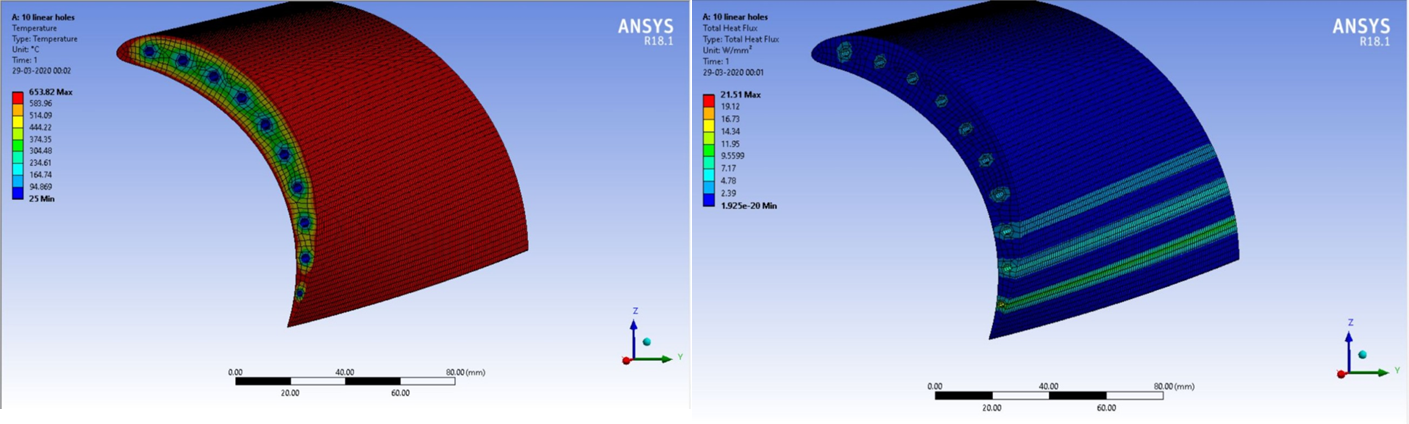 A: 10 linear holes
Temperature
Type: Temperature
Unit: °C
Time: 1
29-03-2020 00:02
653.82 Max
583.96
514.09
444.22
374.35
304.48
234.61
164.74
94.869
25 Min
ANSYS
R18.1
Z
Y
0.00
40.00
80.00 (mm)
20.00
60.00
A: 10 linear holes
Total Heat Flux
Type: Total Heat Flux
Unit: W/mm²
Time: 1
29-03-2020 00:01
21.51 Max
19.12
16.73
14.34
11.95
9.5599
7.17
4.78
2.39
1.925e-20 Min
ANSYS
R18.1
Z
Y
0.00
40.00
80.00 (mm)
20.00
60.00